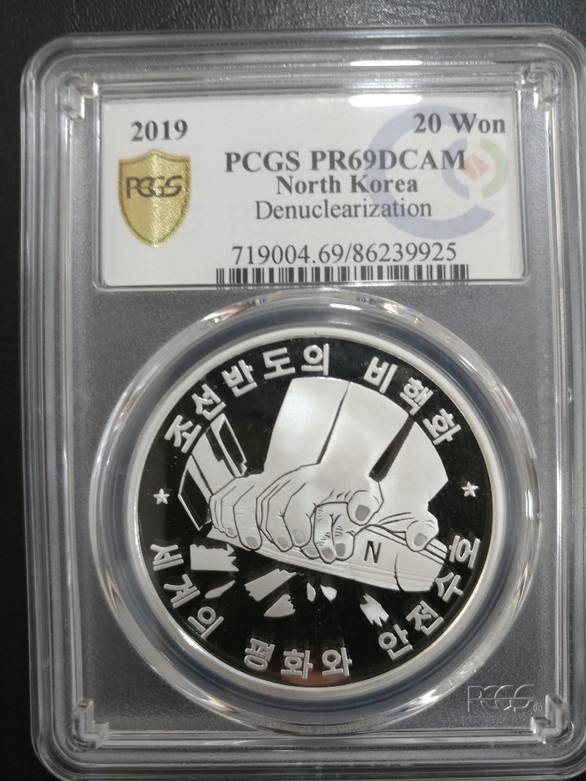 2019
20 Won
PCGS
PCGS PR69DCAM
North Korea
Denuclearization
719004.69/86239925
조선반도의 비핵화
N
세계의 평화와 안전수호
PCGS